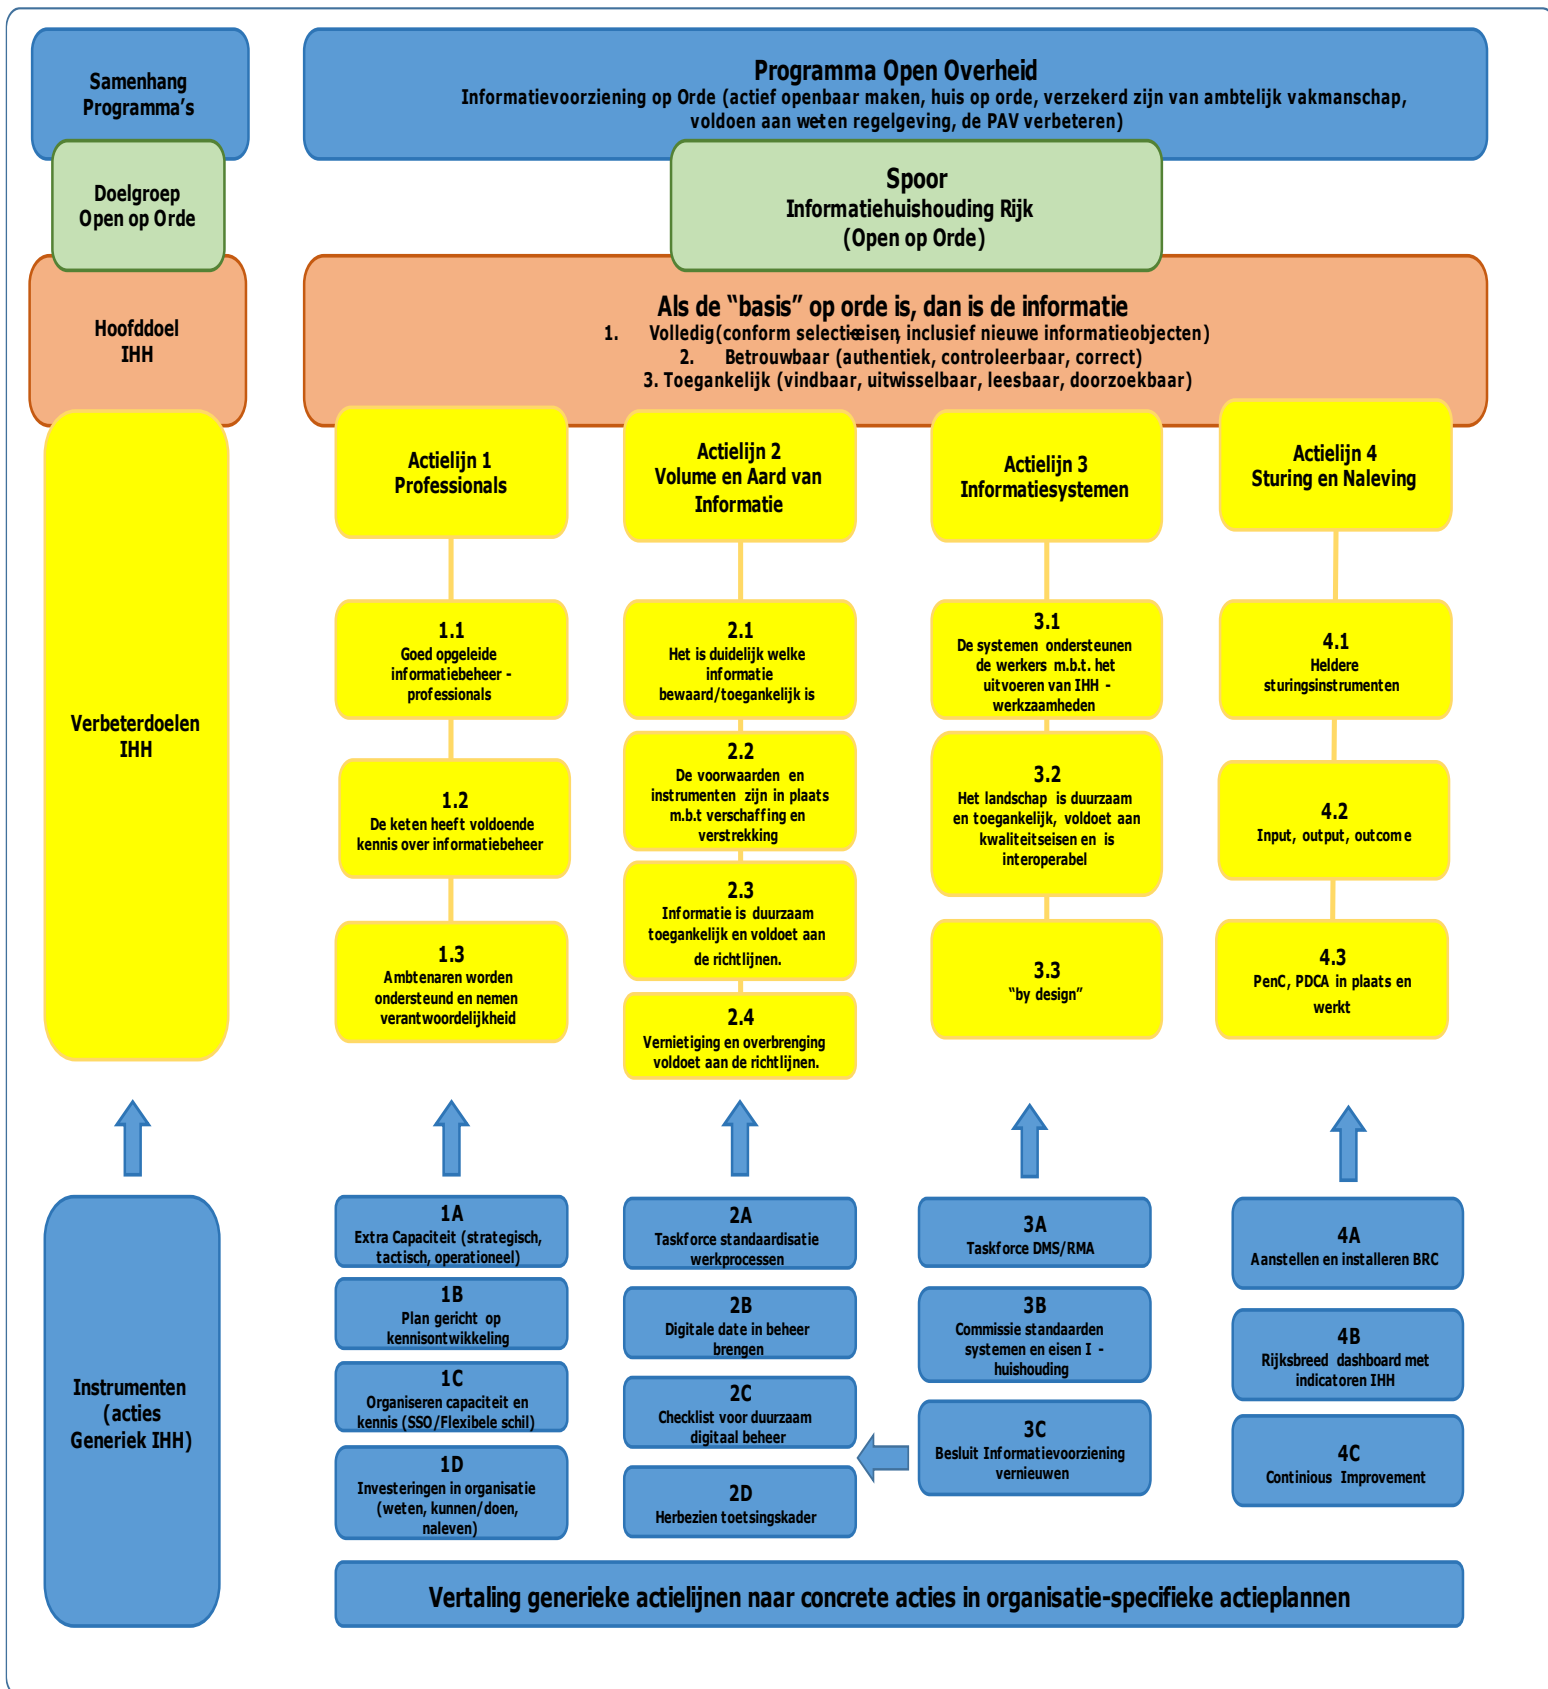 Samenhang
Programma's
Programma Open Overheid
Informatievoorziening op Orde (actief openbaar maken, huis op orde, verzekerd zijn van ambtelijk vakmanschap,
voldoen aan wet-en regelgeving, de PAV verbeteren)
Doelgroep
Open op Orde
Spoor
Informatiehuishouding Rijk
(Open op Orde)
Hoofddoel
IHH
Als de “basis” op orde is, dan is de informatie
1. Volledig(conform selectie-eisen, inclusief nieuwe informatieobjecten)
2. Betrouwbaar (authentiek, controleerbaar, correct)
3. Toegankelijk (vindbaar, uitwisselbaar, leesbaar, doorzoekbaar)
Verbeterdoelen
IHH
Actielijn 1
Professionals
1.1
Goed opgeleide
informatiebeheer -
professionals
1.2
De keten heeft voldoende
kennis over informatiebeheer
1.3
Ambtenaren worden
ondersteund en nemen
verantwoordelijkheid
Actielijn 2
Volume en Aard van
Informatie
2.1
Het is duidelijk welke
informatie
bewaard/toegankelijk is
2.2
De voorwaarden en
instrumenten zijn in plaats
m.b.t verschaffing en
verstrekking
2.3
Informatie is duurzaam
toegankelijk en voldoet aan
de richtlijnen.
2.4
Vernietiging en overbrenging
voldoet aan de richtlijnen.
Actielijn 3
Informatiesystemen
3.1
De systemen ondersteunen
de werkers m.b.t. het
uitvoeren van IHH -
werkzaamheden
3.2
Het landschap is duurzaam
en toegankelijk, voldoet aan
kwaliteitseisen en is
interoperabel
3.3
“by design”
Actielijn 4
Sturing en Naleving
4.1
Heldere
sturingsinstrumenten
4.2
Input, output, outcome
4.3
PenC, PDCA in plaats en
werkt
Instrumenten
(acties
Generiek IHH)
1A
Extra Capaciteit (strategisch,
tactisch, operationeel)
1B
Plan gericht op
kennisontwikkeling
1C
Organiseren capaciteit en
kennis (SSO/Flexibele schil)
1D
Investeringen in organisatie
(weten, kunnen/doen,
naleven)
2A
Taskforce standaardisatie
werkprocessen
2B
Digitale date in beheer
brengen
2C
Checklist voor duurzaam
digitaal beheer
2D
Herbezien toetsingskader
3A
Taskforce DMS/RMA
3B
Commissie standaarden
systemen en eisen I -
huishouding
3C
Besluit Informatievoorziening
vernieuwen
4A
Aanstellen en installeren BRC
4B
Rijksbreed dashboard met
indicatoren IHH
4C
Continious Improvement
Vertaling generieke actielijnen naar concrete acties in organisatie-specifieke actieplannen